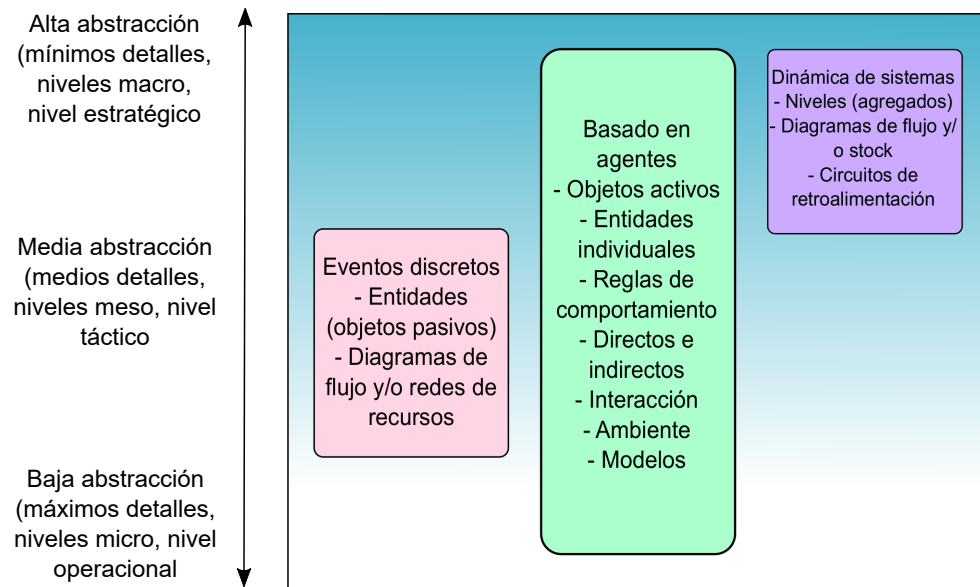 Alta abstracción
(mínimos detalles,
niveles macro,
nivel estratégico
Media abstracción
(medios detalles,
niveles meso, nivel
táctico
Baja abstracción
(máximos detalles,
niveles micro, nivel
operacional
Eventos discretos
- Entidades
(objetos pasivos)
- Diagramas de
flujo y/o redes de
recursos
Basado en
agentes
- Objetos activos
- Entidades
individuales
- Reglas de
comportamiento
- Directos e
indirectos
- Interacción
- Ambiente
- Modelos
Dinámica de sistemas
- Niveles (agregados)
- Diagramas de flujo y/
o stock
- Circuitos de
retroalimentación